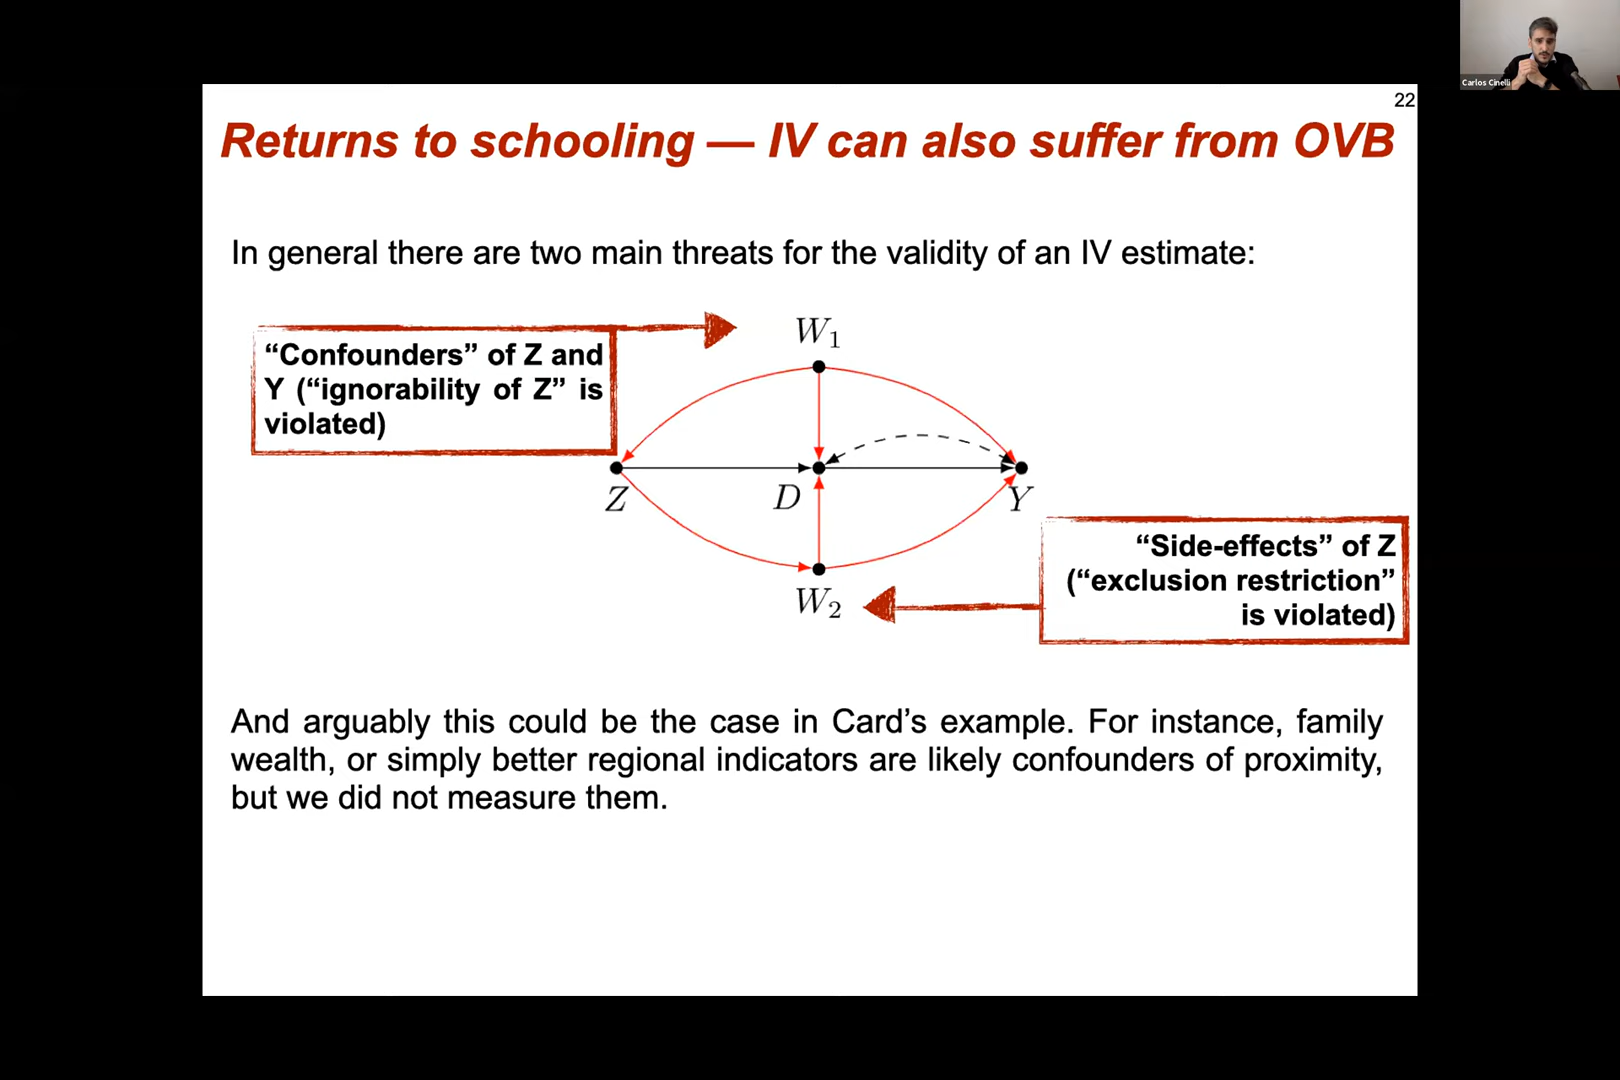 Carlos Cinelli
22
Returns to schooling — IV can also suffer from OVB
In general there are two main threats for the validity of an IV estimate:
“Confounders” of Z and
Y (“ignorability of Z” is
violated)
W1
Z
D
Y
W2
“Side-effects” of Z
(“exclusion restriction”
is violated)
And arguably this could be the case in Card’s example. For instance, family
wealth, or simply better regional indicators are likely confounders of proximity,
but we did not measure them.